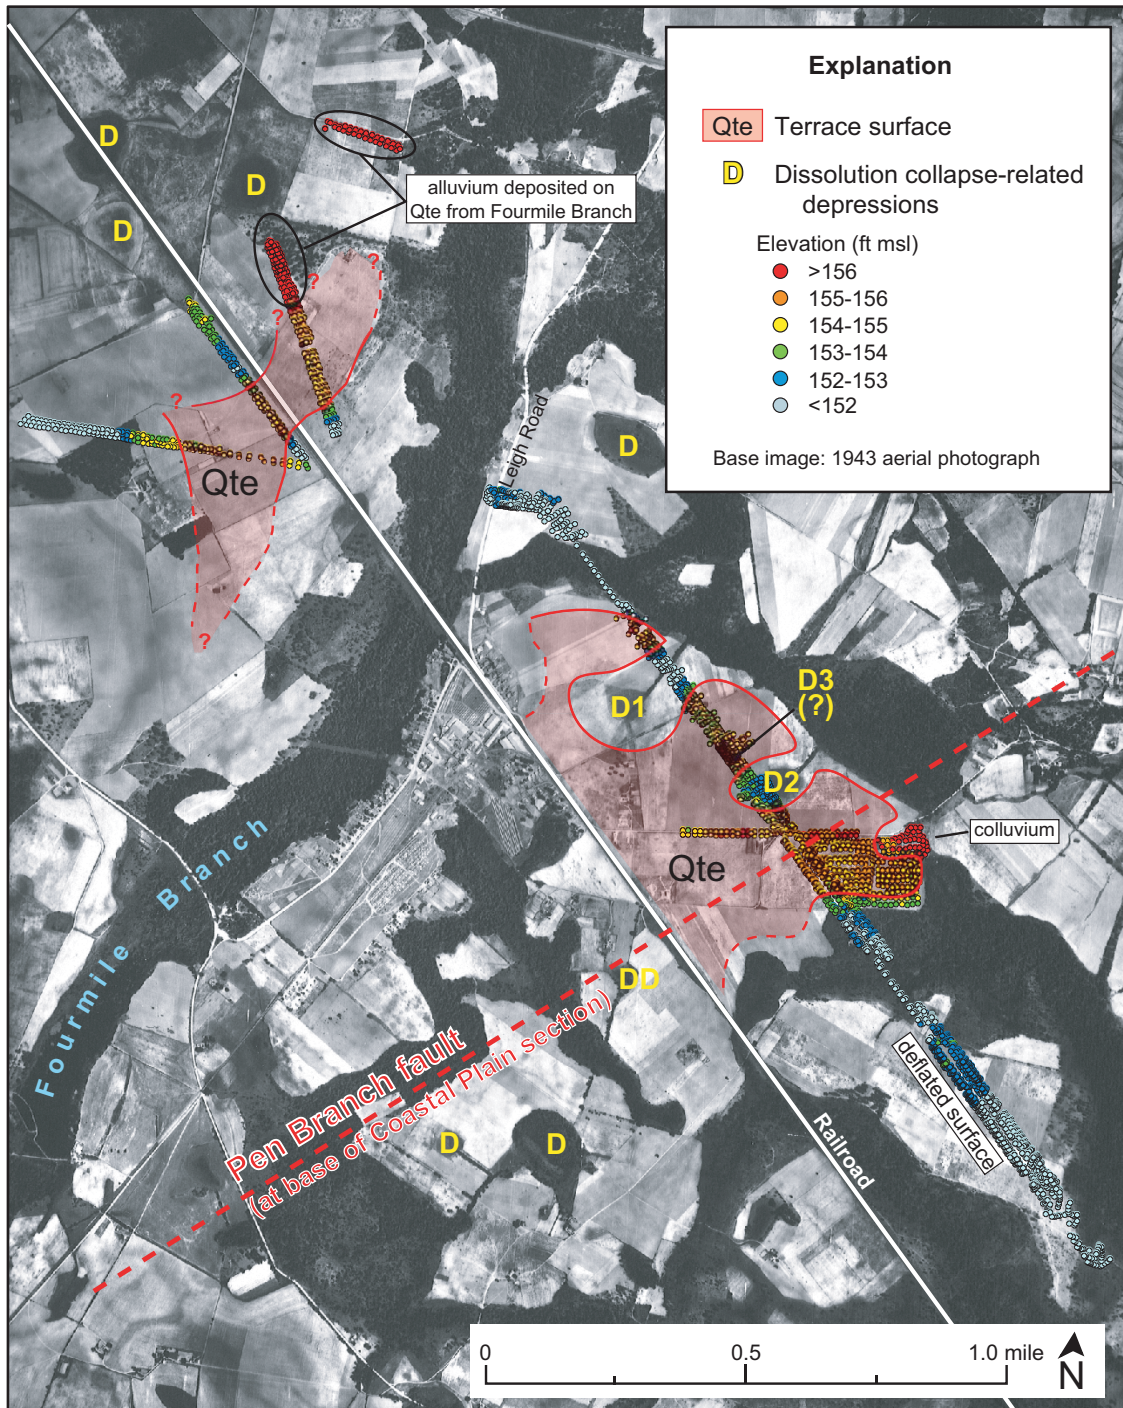 Explanation
Qte Terrace surface
D Dissolution collapse-related
depressions
Elevation (ft msl)
>156
155-156
154-155
153-154
152-153
<152
Base image: 1943 aerial photograph
D
D
D
alluvium deposited on
Qte from Fourmile Branch
?
?
?
?
Qte
?
Leigh Road
D
D1
D3
(?)
D2
colluvium
Qte
Fourmile Branch
DD
Pen Branch fault
(at base of Coastal Plain section)
D
D
deflated surface
Railroad
0 0.5 1.0 mile
N